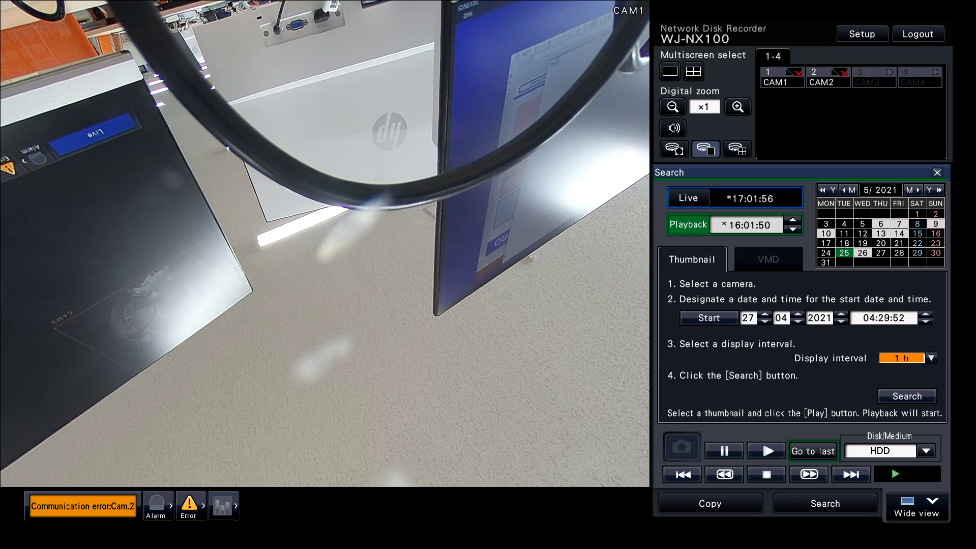 CAM1
hp
Live
Alarm
Network Disk Recorder
WJ-NX100
Setup
Logout
Multiscreen select
1-4
1 2 3 4
CAM1 CAM2 CAM3 CAM4
Digital zoom
x1
Search
Live *17:01:56
Playback *16:01:50
Y M 5/ 2021 M Y
MON TUE WED THU FRI SAT SUN
1 2
3 4 5 6 7 8 9
10 11 12 13 14 15 16
17 18 19 20 21 22 23
24 25 26 27 28 29 30
31
Thumbnail
VMD
1. Select a camera.
2. Designate a date and time for the start date and time.
Start 27 04 2021 04:29:52
3. Select a display interval.
Display interval 1 h
4. Click the [Search] button.
Search
Select a thumbnail and click the [Play] button. Playback will start.
Go to last
Disk/Medium
HDD
Copy
Search
Wide view
Communication error:Cam.2
Alarm
Error